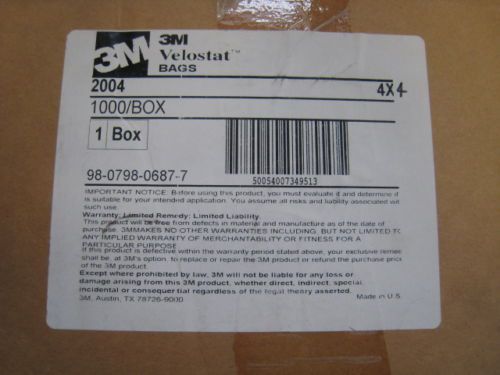 3M
3M
Velostat™
BAGS
2004 4X4
1000/BOX
1 Box
98-0798-0687-7
50054007349513
IMPORTANT NOTICE: Before using this product, you must evaluate it and determine if
is suitable for your intended application. You assume all risks and liability associated wit
such use.
Warranty; Limited Remedy; Limited Liability.
This product will be free from defects in material and manufacture as of the date of
purchase. 3M MAKES NO OTHER WARRANTIES INCLUDING, BUT NOT LIMITED TO
ANY IMPLIED WARRANTY OF MERCHANTABILITY OR FITNESS FOR A
PARTICULAR PURPOSE
If this product is defective within the warranty period stated above, your exclusive remed
shall be, at 3M's option, to replace or repair the 3M product or refund the purchase price
of the 3M product.
Except where prohibited by law, 3M will not be liable for any loss or
damage arising from this 3M product, whether direct, indirect, special,
incidental or consequential regardless of the legal theory asserted.
3M, Austin, TX 78726-9000 Made in U.S.